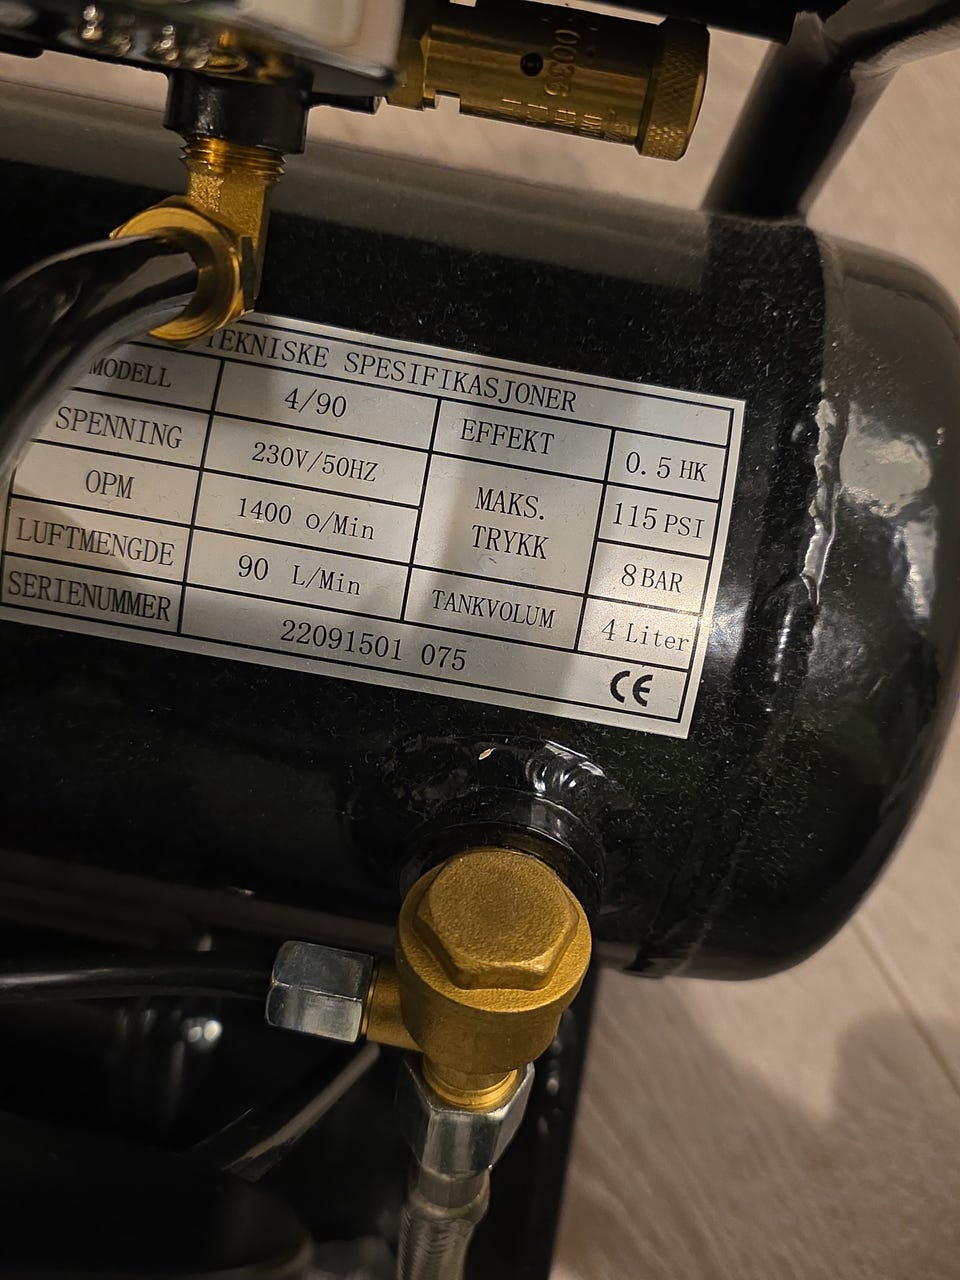 TEKNISKE SPESIFIKASJONER
MODELL 4/90 EFFEKT 0.5 HK
SPENNING 230V/50HZ MAKS. TRYKK 115 PSI
OPM 1400 o/Min 8 BAR
LUFTMENGDE 90 L/Min TANKVOLUM 4 Liter
SERIENUMMER 22091501 075
CE
0036